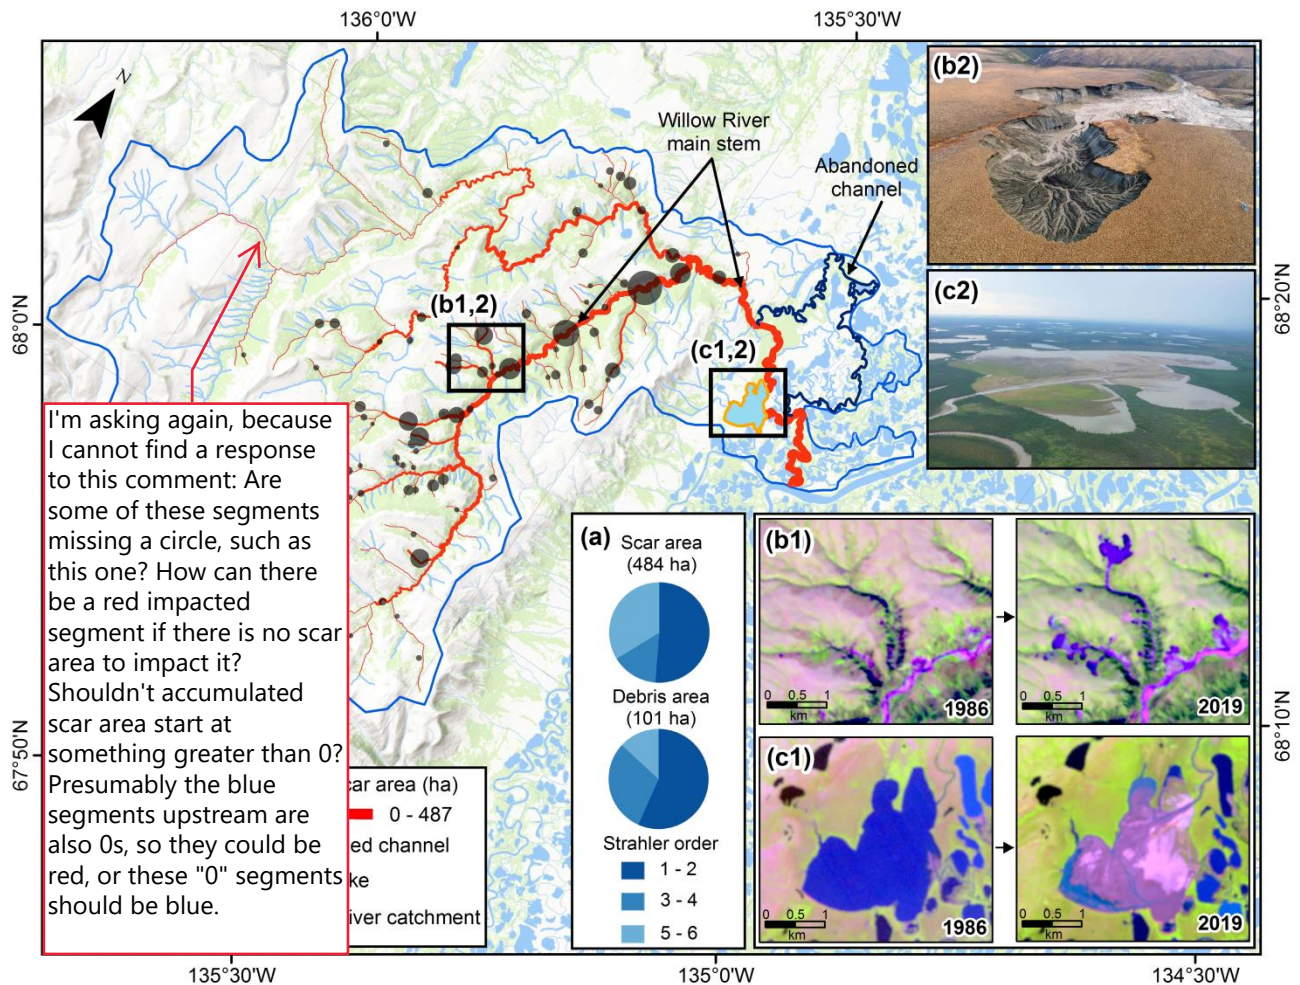 136°0'W
135°30'W
N
Willow River
main stem
Abandoned
channel
(b2)
68°20'N
(c2)
(b1,2)
68°0'N
(c1,2)
I'm asking again, because
I cannot find a response
to this comment: Are
some of these segments
missing a circle, such as
this one? How can there
be a red impacted
segment if there is no scar
area to impact it?
Shouldn't accumulated
scar area start at
something greater than 0?
Presumably the blue
segments upstream are
also 0s, so they could be
red, or these "0" segments
should be blue.
car area (ha)
0 - 487
ed channel
ke
iver catchment
(a)
Scar area
(484 ha)
Debris area
(101 ha)
Strahler order
1 - 2
3 - 4
5 - 6
(b1)
0 0.5 1
km
1986
0 0.5 1
km
2019
(c1)
0 0.5 1
km
1986
0 0.5 1
km
2019
67°50'N
68°10'N
135°30'W
135°0'W
134°30'W